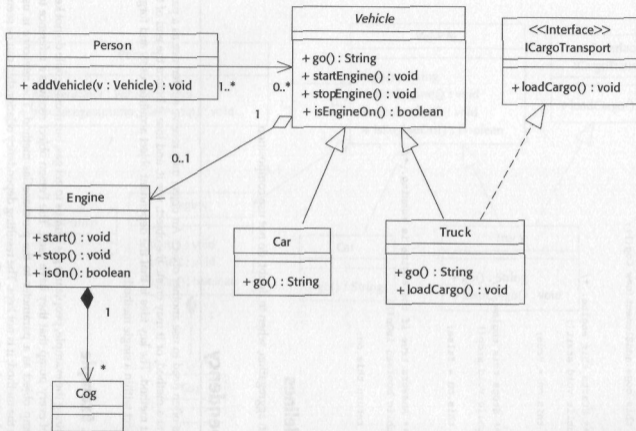 Vehicle
+ go() : String
+ startEngine() : void
+ stopEngine() : void
+ isEngineOn() : boolean
<<Interface>>
ICargoTransport
+ loadCargo() : void
Person
+ addVehicle(v : Vehicle) : void
1..*
0..*
1
0..1
Engine
+ start() : void
+ stop() : void
+ isOn() : boolean
Car
+ go() : String
Truck
+ go() : String
+ loadCargo() : void
1
*
Cog